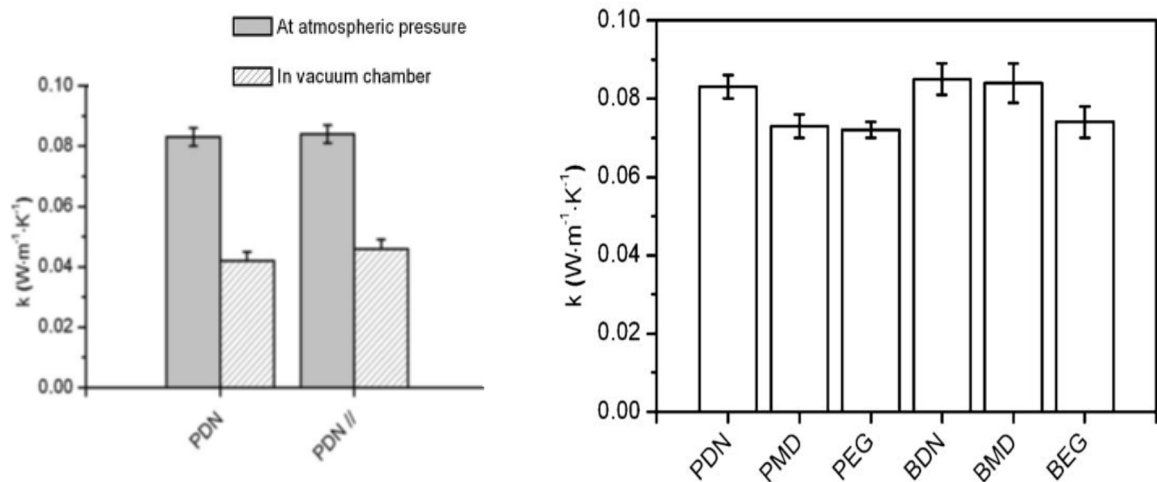 At atmospheric pressure
In vacuum chamber
0.10
0.08
0.06
0.04
0.02
0.00
k (W·m⁻¹·K⁻¹)
PDN
PDN //
0.10
0.08
0.06
0.04
0.02
0.00
k (W·m⁻¹·K⁻¹)
PDN
PMD
PEG
BDN
BMD
BEG